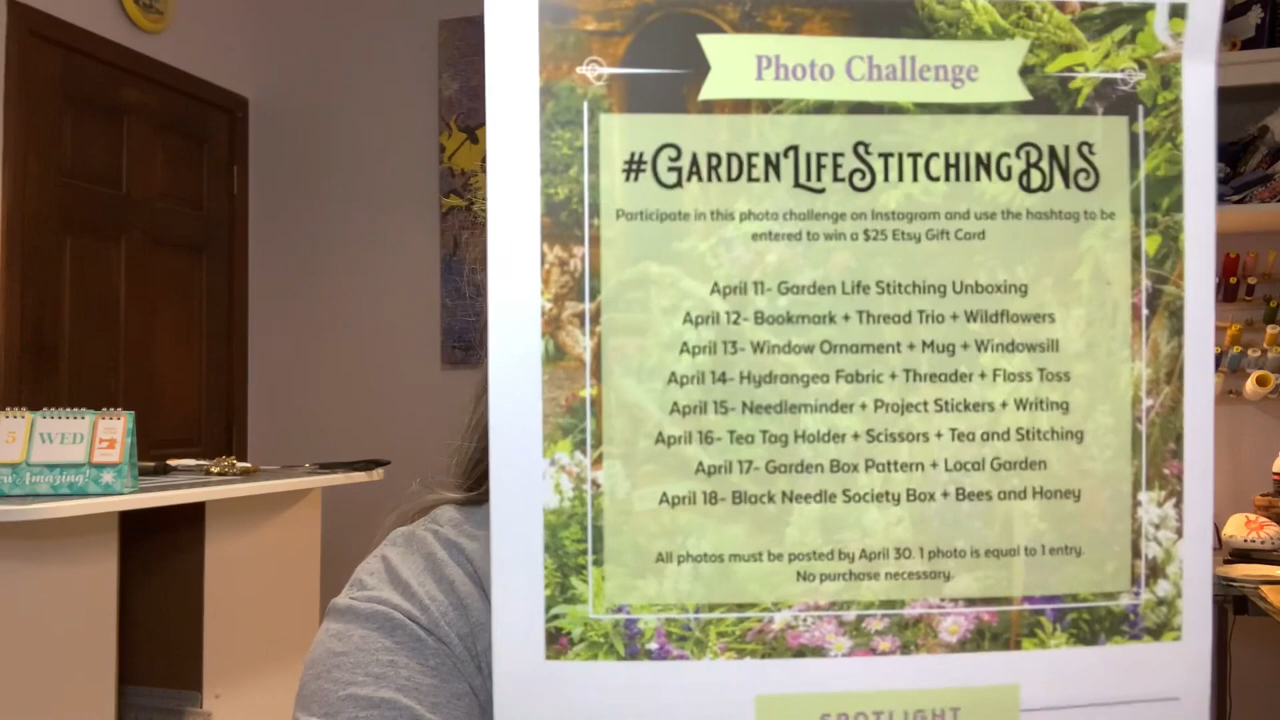 Photo Challenge
#GARDENLIFESTITCHINGBNS
Participate in this photo challenge on Instagram and use the hashtag to be
entered to win a $25 Etsy Gift Card
April 11- Garden Life Stitching Unboxing
April 12- Bookmark + Thread Trio + Wildflowers
April 13- Window Ornament + Mug + Windowsill
April 14- Hydrangea Fabric + Threader + Floss Toss
April 15- Needleminder + Project Stickers + Writing
April 16- Tea Tag Holder + Scissors + Tea and Stitching
April 17- Garden Box Pattern + Local Garden
April 18- Black Needle Society Box + Bees and Honey
All photos must be posted by April 30. 1 photo is equal to 1 entry.
No purchase necessary.
SPOTLIGHT
5 WED
Amazing!